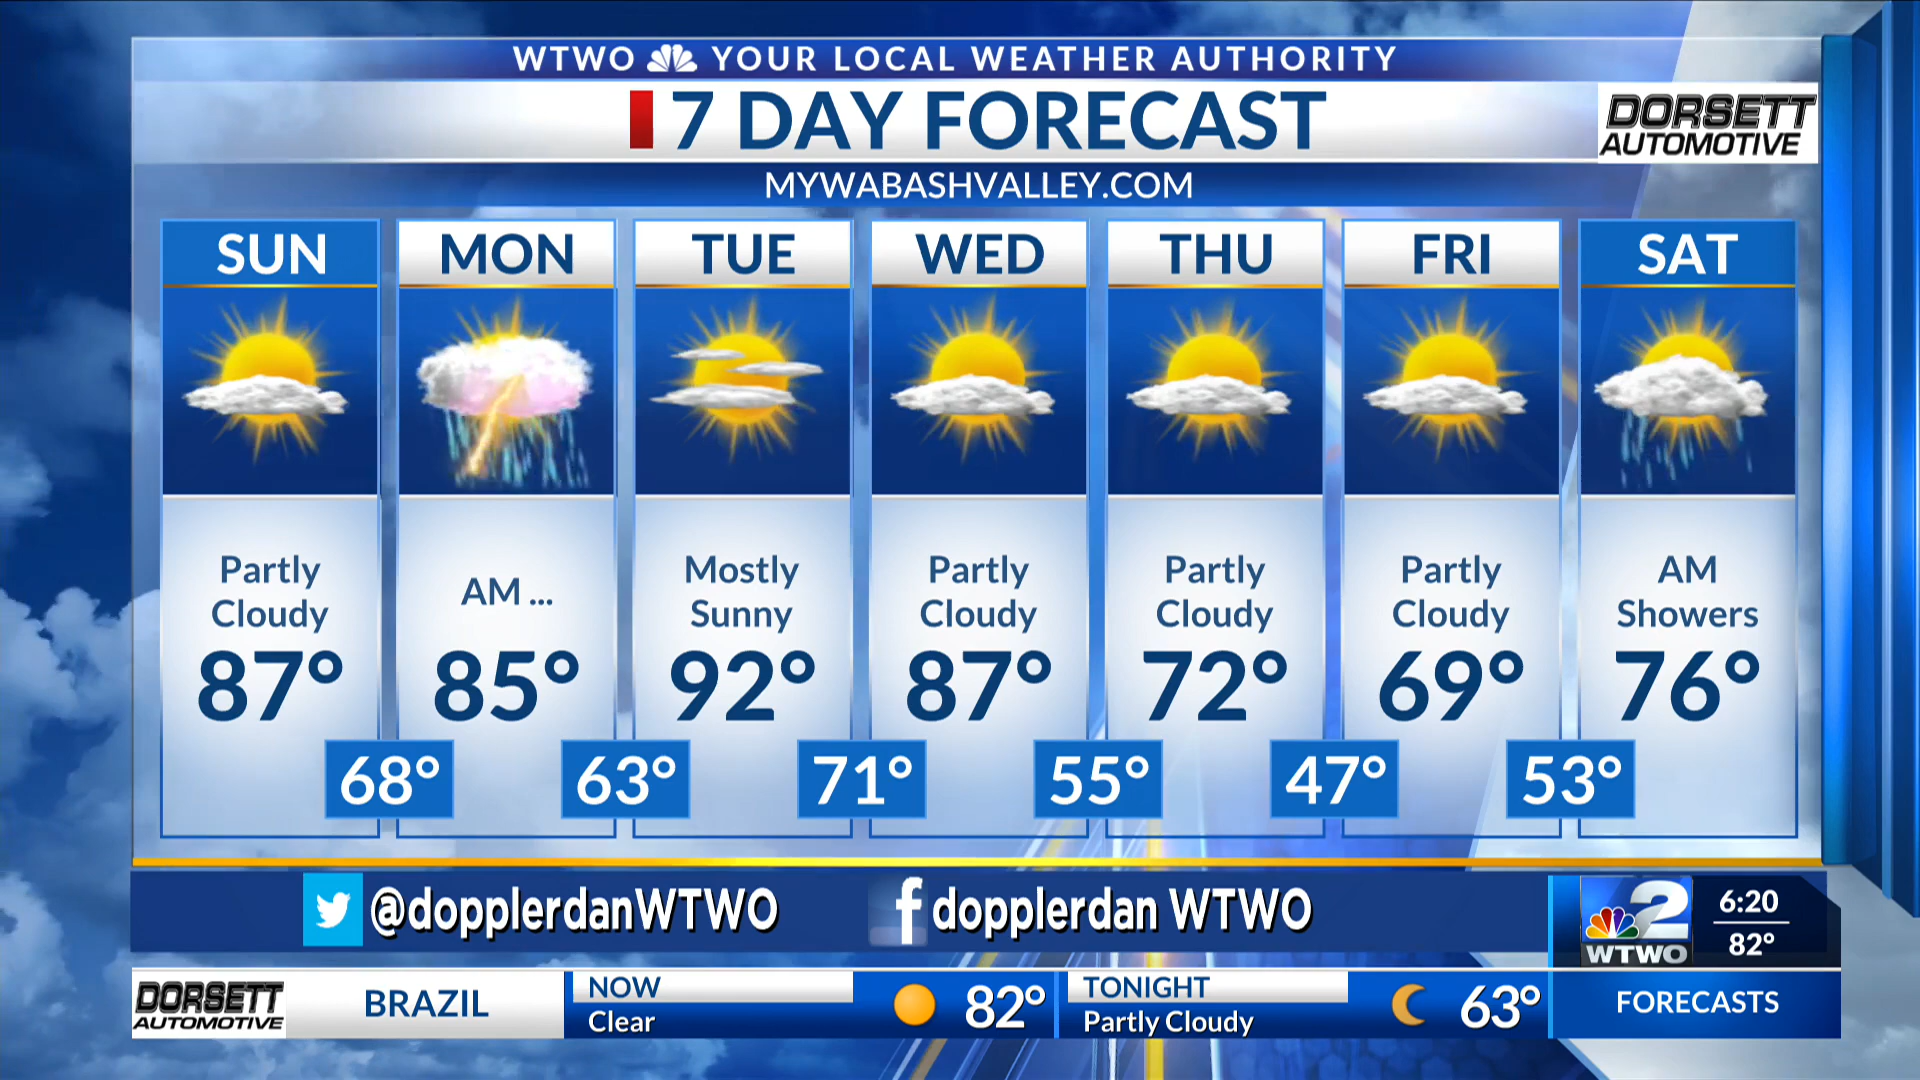 WTWO YOUR LOCAL WEATHER AUTHORITY
7 DAY FORECAST
DORSETT
AUTOMOTIVE
MYWABASHVALLEY.COM
SUN
Partly
Cloudy
87°
68°
MON
AM ...
85°
63°
TUE
Mostly
Sunny
92°
71°
WED
Partly
Cloudy
87°
55°
THU
Partly
Cloudy
72°
47°
FRI
Partly
Cloudy
69°
53°
SAT
AM
Showers
76°
@dopplerdanWTWO
f dopplerdan WTWO
2
WTWO
6:20
82°
DORSETT
AUTOMOTIVE
BRAZIL
NOW
Clear
82°
TONIGHT
Partly Cloudy
63°
FORECASTS